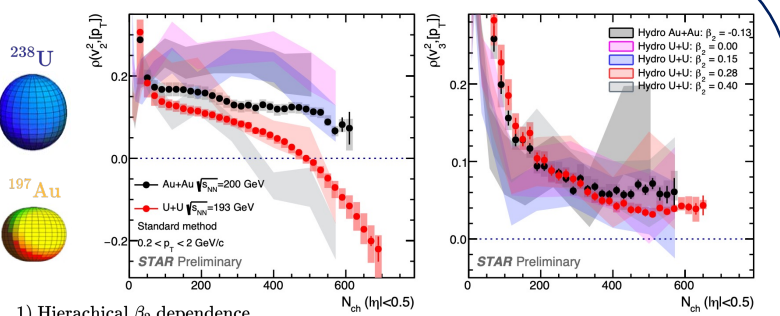 ²³⁸U
¹⁹⁷Au
ρ(v₂²,[p_T])
0.2
0.0
−0.2
Au+Au √s_NN=200 GeV
U+U √s_NN=193 GeV
Standard method
0.2 < p_T < 2 GeV/c
STAR Preliminary
0 200 400 600
N_ch (|η|<0.5)
ρ(v₃²,[p_T])
0.2
0.1
0.0
Hydro Au+Au: β₂ = -0.13
Hydro U+U: β₂ = 0.00
Hydro U+U: β₂ = 0.15
Hydro U+U: β₂ = 0.28
Hydro U+U: β₂ = 0.40
STAR Preliminary
0 200 400 600
N_ch (|η|<0.5)
1) Hierachical β₂ dependence